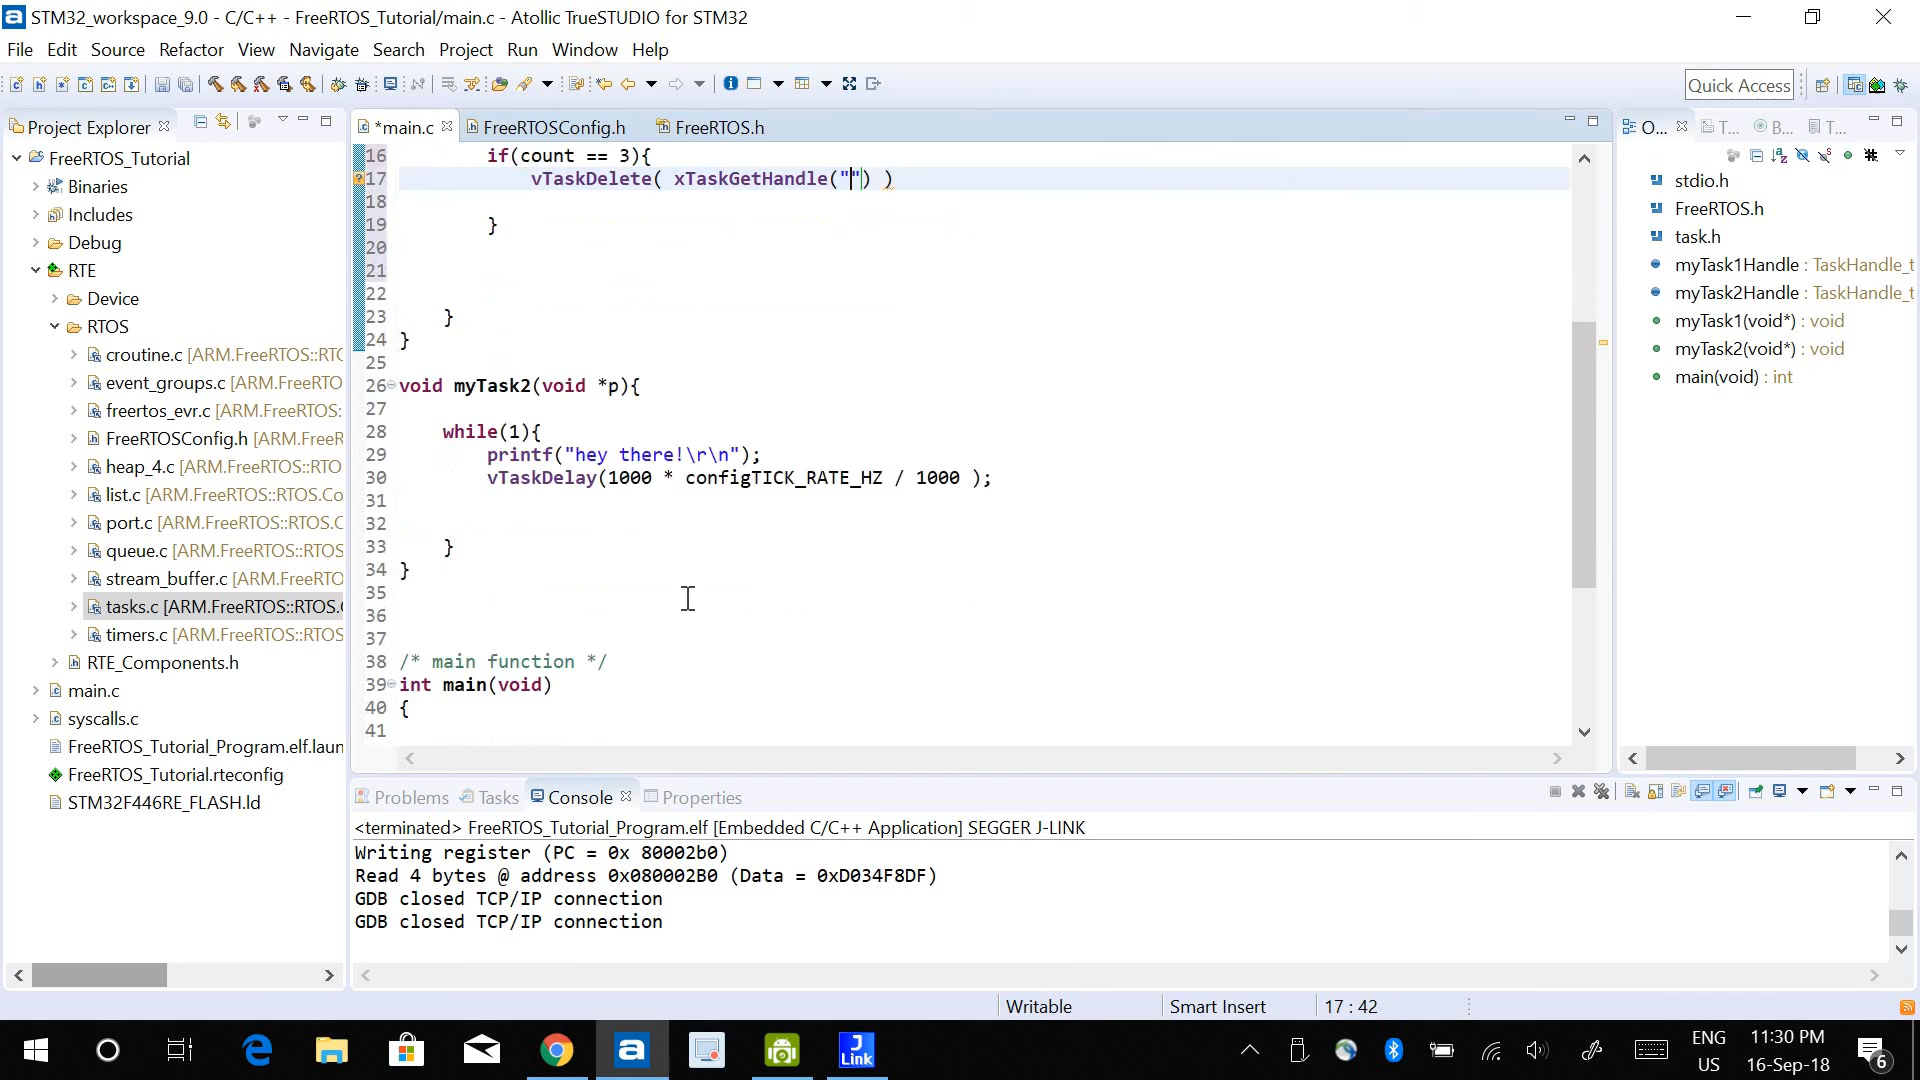 STM32_workspace_9.0 - C/C++ - FreeRTOS_Tutorial/main.c - Atollic TrueSTUDIO for STM32
File Edit Source Refactor View Navigate Search Project Run Window Help
Quick Access
Project Explorer
FreeRTOS_Tutorial
Binaries
Includes
Debug
RTE
Device
RTOS
croutine.c [ARM.FreeRTOS::RTC
event_groups.c [ARM.FreeRTO
freertos_evr.c [ARM.FreeRTOS:
FreeRTOSConfig.h [ARM.FreeR
heap_4.c [ARM.FreeRTOS::RTO
list.c [ARM.FreeRTOS::RTOS.Co
port.c [ARM.FreeRTOS::RTOS.C
queue.c [ARM.FreeRTOS::RTOS
stream_buffer.c [ARM.FreeRTO
tasks.c [ARM.FreeRTOS::RTOS.
timers.c [ARM.FreeRTOS::RTOS
RTE_Components.h
main.c
syscalls.c
FreeRTOS_Tutorial_Program.elf.laun
FreeRTOS_Tutorial.rteconfig
STM32F446RE_FLASH.ld
*main.c FreeRTOSConfig.h FreeRTOS.h
16 if(count == 3){
17 vTaskDelete( xTaskGetHandle("") )
18
19 }
20
21
22
23 }
24 }
25
26 void myTask2(void *p){
27
28 while(1){
29 printf("hey there!\r\n");
30 vTaskDelay(1000 * configTICK_RATE_HZ / 1000 );
31
32
33 }
34 }
35
36
37
38 /* main function */
39 int main(void)
40 {
41
O... T... B... T...
stdio.h
FreeRTOS.h
task.h
myTask1Handle : TaskHandle_t
myTask2Handle : TaskHandle_t
myTask1(void*) : void
myTask2(void*) : void
main(void) : int
Problems Tasks Console Properties
<terminated> FreeRTOS_Tutorial_Program.elf [Embedded C/C++ Application] SEGGER J-LINK
Writing register (PC = 0x 80002b0)
Read 4 bytes @ address 0x080002B0 (Data = 0xD034F8DF)
GDB closed TCP/IP connection
GDB closed TCP/IP connection
Writable Smart Insert 17 : 42
J
Link
ENG
US
11:30 PM
16-Sep-18
6